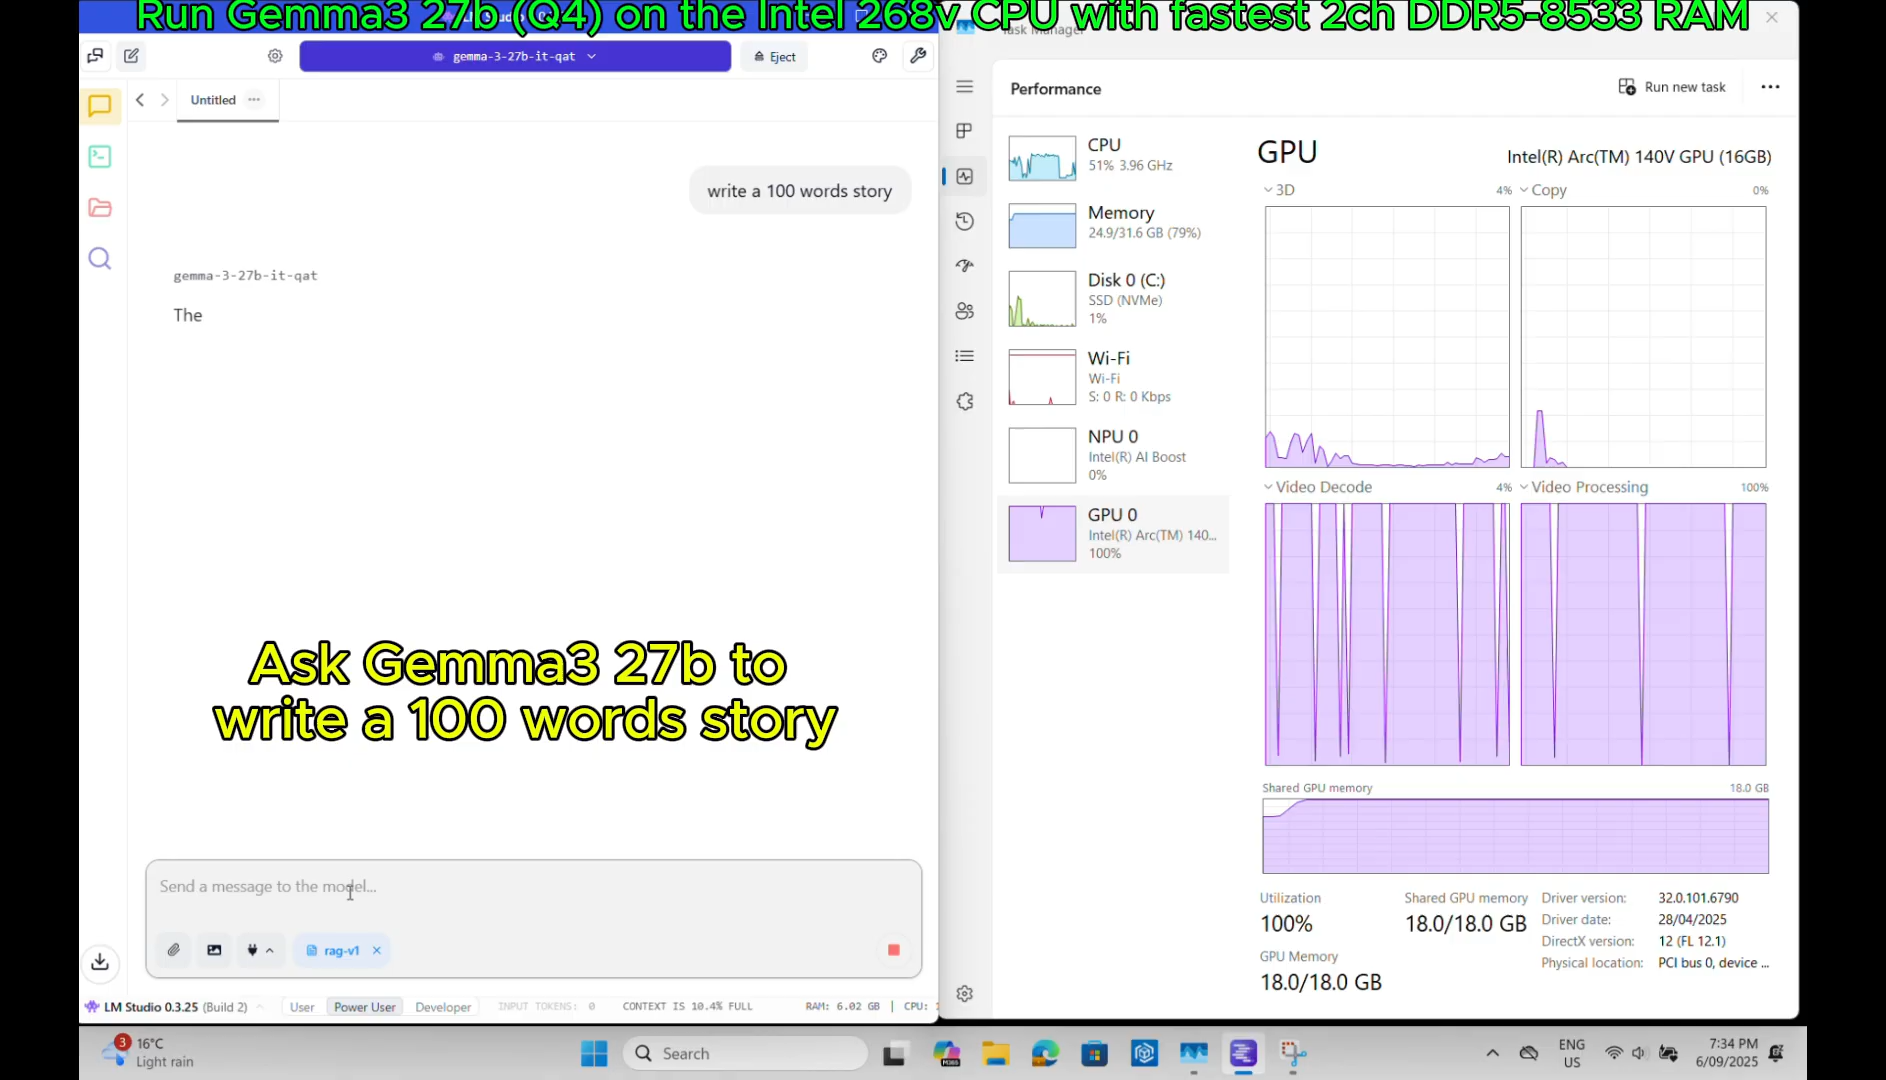 Run Gemma3 27b (Q4) on the Intel 268v CPU with fastest 2ch DDR5-8533 RAM
gemma-3-27b-it-qat
Eject
Untitled
write a 100 words story
gemma-3-27b-it-qat
The
Ask Gemma3 27b to
write a 100 words story
Send a message to the model...
rag-v1
LM Studio 0.3.25 (Build 2)
User
Power User
Developer
INPUT TOKENS: 0
CONTEXT IS 10.4% FULL
RAM: 6.02 GB | CPU:
Task Manager
Performance
Run new task
CPU
51% 3.96 GHz
Memory
24.9/31.6 GB (79%)
Disk 0 (C:)
SSD (NVMe)
1%
Wi-Fi
Wi-Fi
S: 0 R: 0 Kbps
NPU 0
Intel(R) AI Boost
0%
GPU 0
Intel(R) Arc(TM) 140...
100%
GPU
Intel(R) Arc(TM) 140V GPU (16GB)
3D 4%
Copy 0%
Video Decode 4%
Video Processing 100%
Shared GPU memory 18.0 GB
Utilization
100%
Shared GPU memory
18.0/18.0 GB
GPU Memory
18.0/18.0 GB
Driver version: 32.0.101.6790
Driver date: 28/04/2025
DirectX version: 12 (FL 12.1)
Physical location: PCI bus 0, device ...
3
16°C
Light rain
Search
M365
ENG
US
7:34 PM
6/09/2025